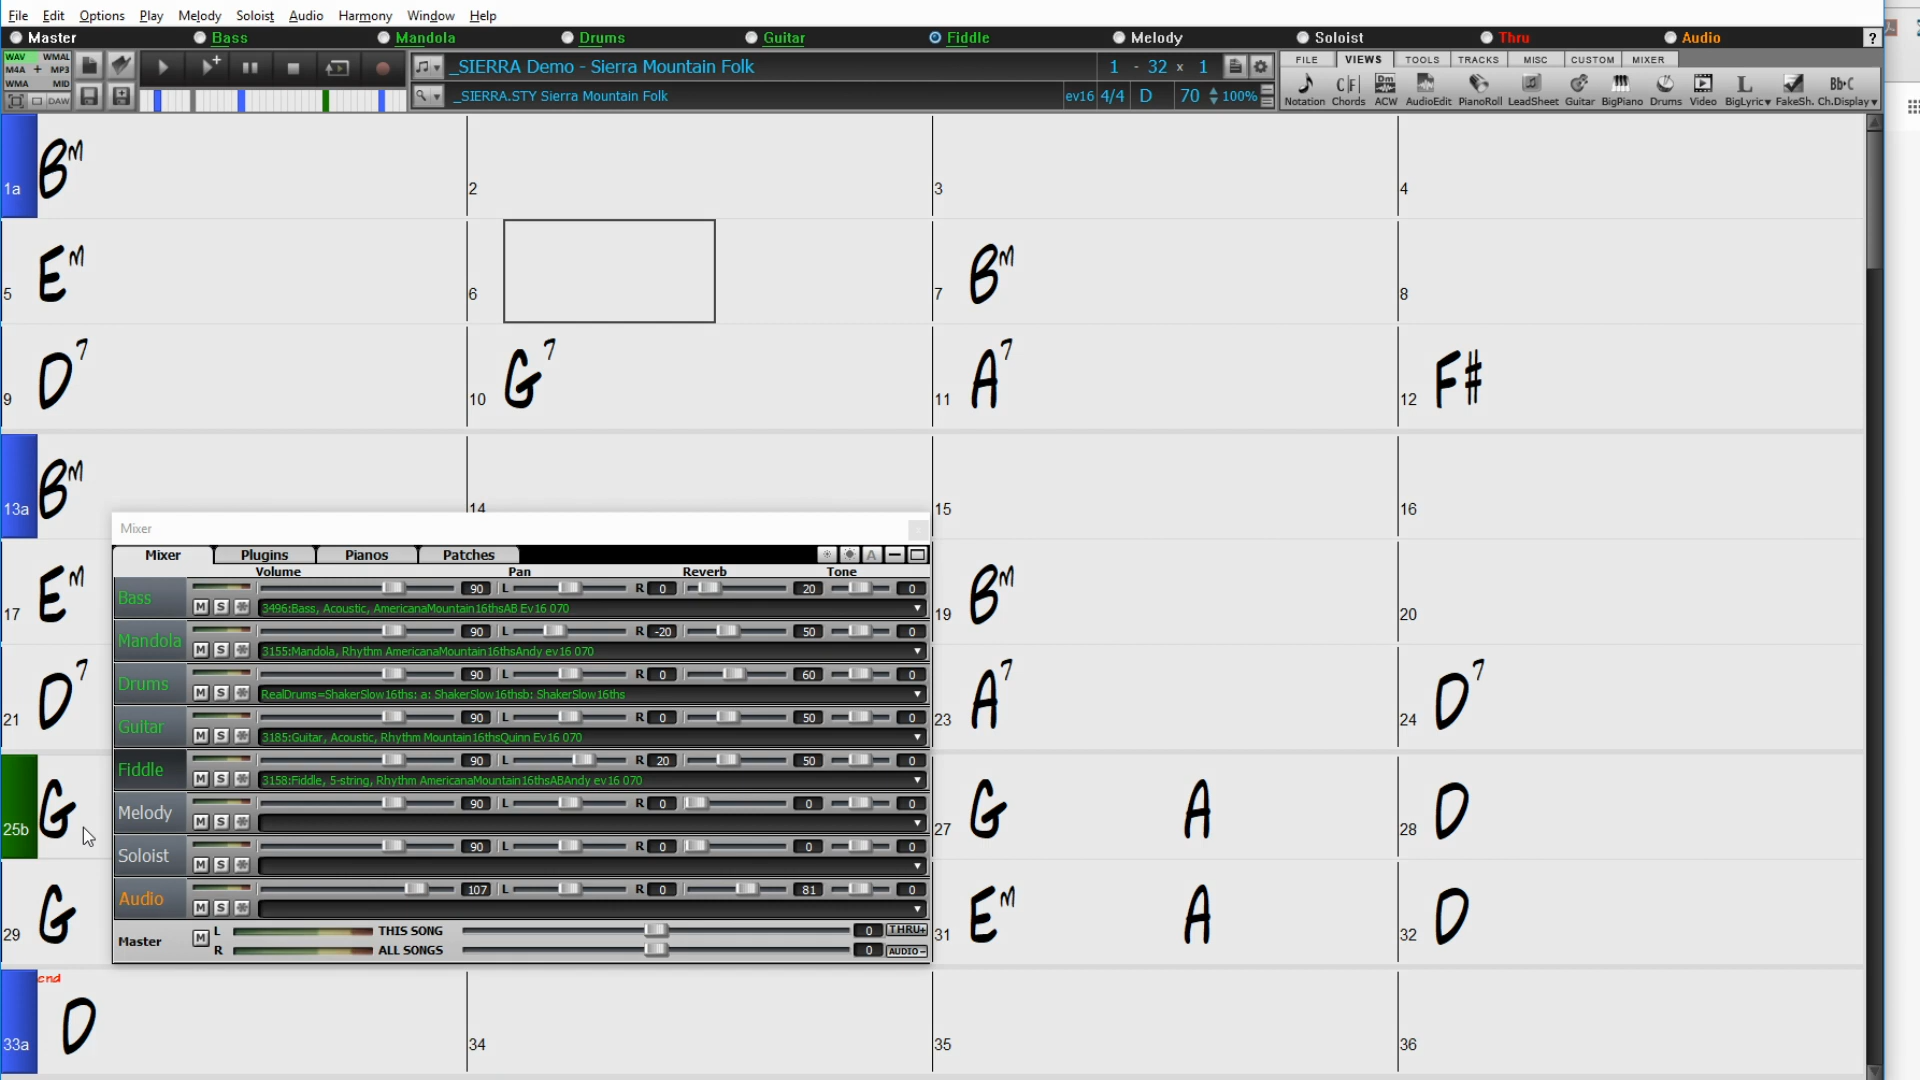 File Edit Options Play Melody Soloist Audio Harmony Window Help
Master Bass Mandola Drums Guitar Fiddle Melody Soloist Thru Audio ?
WAV WMAL
M4A + MP3
WMA MID
DAW
_SIERRA Demo - Sierra Mountain Folk 1 - 32 x 1
_SIERRA.STY Sierra Mountain Folk ev16 4/4 D 70 100%
FILE VIEWS TOOLS TRACKS MISC CUSTOM MIXER
Notation Chords ACW AudioEdit PianoRoll LeadSheet Guitar BigPiano Drums Video BigLyric FakeSh. Ch.Display
1a Bm 2 3 4
5 Em 6 7 Bm 8
9 D7 10 G7 11 A7 12 F#
13a Bm 14 15 16
17 Em 19 Bm 20
21 D7 23 A7 24 D7
25b G 27 G A 28 D
29 G 31 Em A 32 D
end
33a D 34 35 36
Mixer
Mixer Plugins Pianos Patches A
Volume Pan Reverb Tone
Bass 90 L R 0 20 0
M S 3496:Bass, Acoustic, AmericanaMountain16thsAB Ev16 070
Mandola 90 L R -20 50 0
M S 3155:Mandola, Rhythm AmericanaMountain16thsAndy ev16 070
Drums 90 L R 0 60 0
M S RealDrums=ShakerSlow16ths: a: ShakerSlow16thsb: ShakerSlow16ths
Guitar 90 L R 0 50 0
M S 3185:Guitar, Acoustic, Rhythm Mountain16thsQuinn Ev16 070
Fiddle 90 L R 20 50 0
M S 3158:Fiddle, 5-string, Rhythm AmericanaMountain16thsABAndy ev16 070
Melody 90 L R 0 0 0
M S
Soloist 90 L R 0 0 0
M S
Audio 107 L R 0 81 0
M S
Master M L THIS SONG 0 THRU+
R ALL SONGS 0 AUDIO-